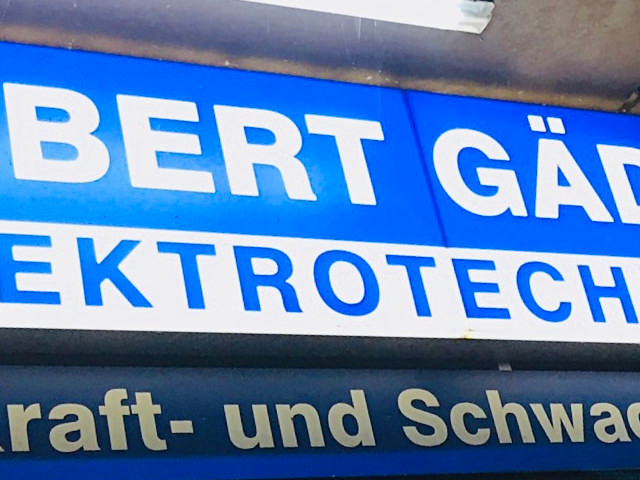 BERT GÄD
EKTROTECH
raft- und Schwac